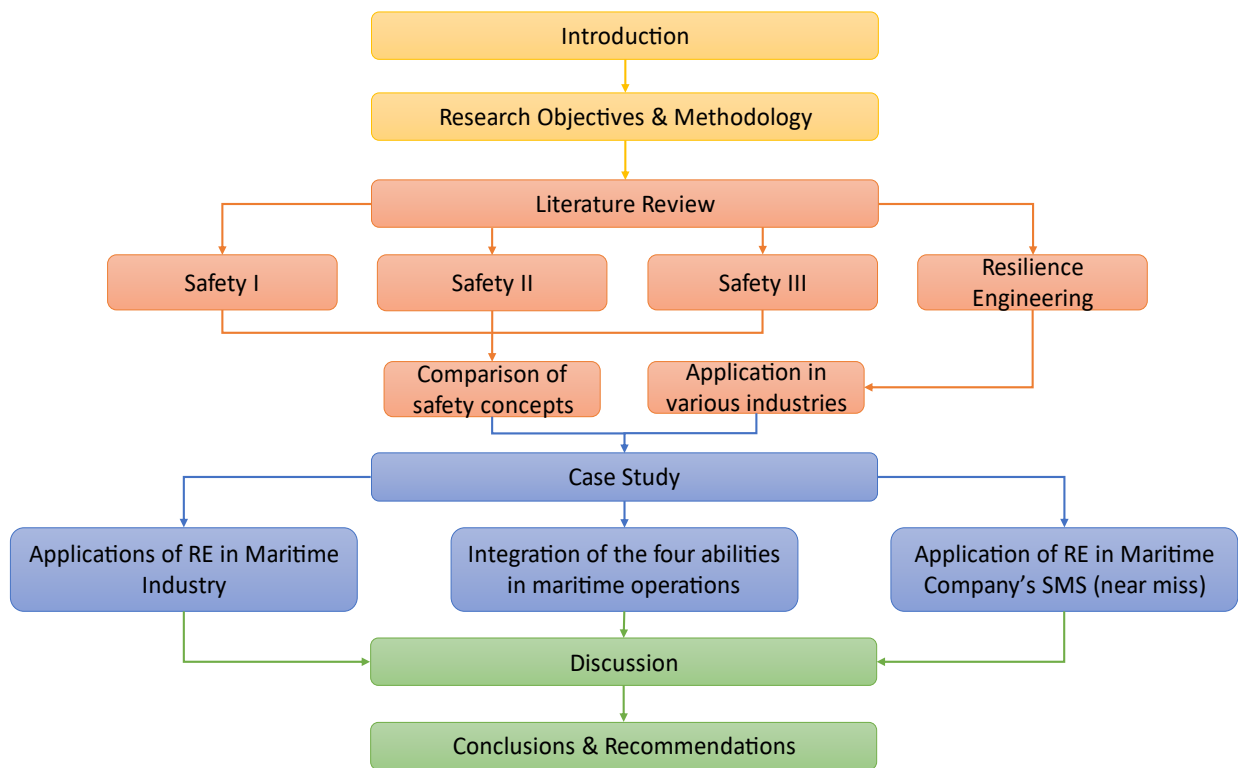 Introduction
Research Objectives & Methodology
Literature Review
Safety I
Safety II
Safety III
Resilience
Engineering
Comparison of
safety concepts
Application in
various industries
Case Study
Applications of RE in Maritime
Industry
Integration of the four abilities
in maritime operations
Application of RE in Maritime
Company's SMS (near miss)
Discussion
Conclusions & Recommendations